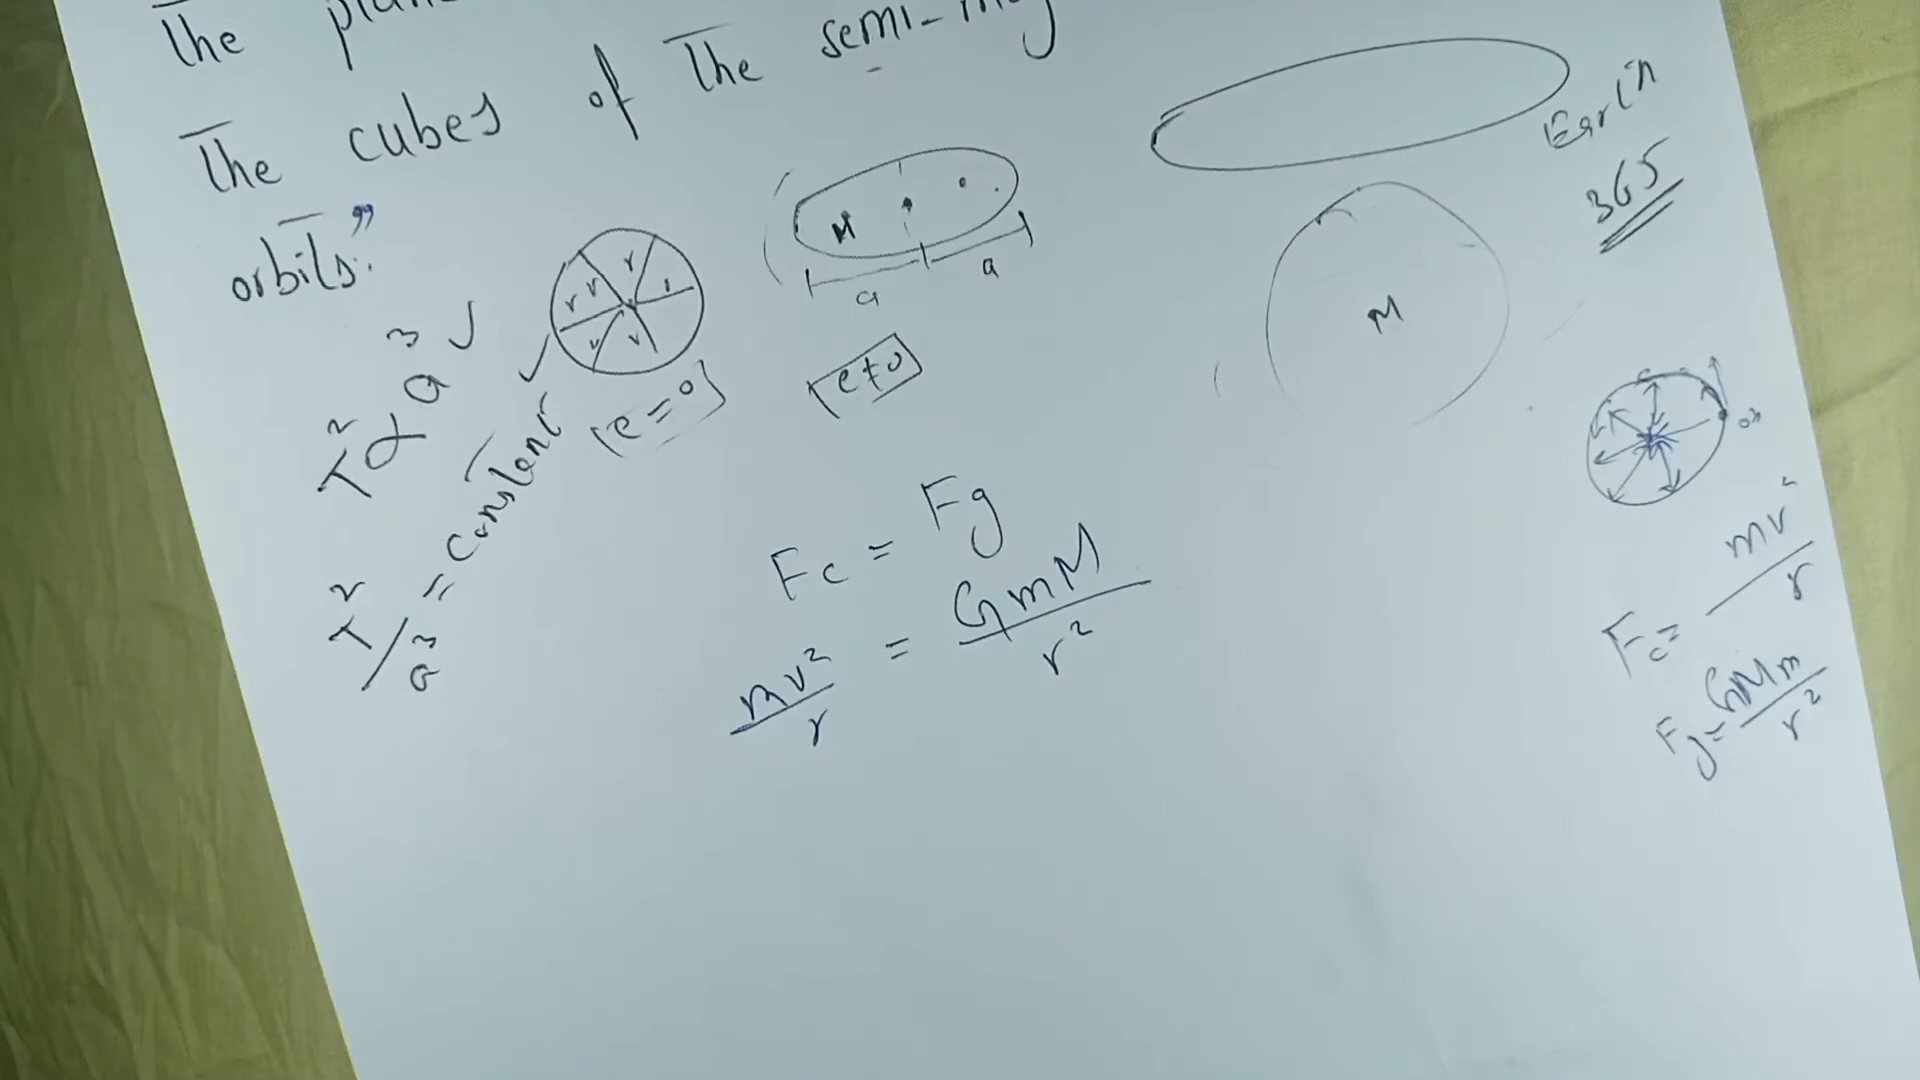 The
The cubes of The semi-maj
orbits."
T² ∝ a³ ✓
T²/a³ = constant
r r r r r r
(e=0)
M
a a
e≠0
Earth
365
M
Fc = Fg
mv²/r = GmM/r²
Fc = mv²/r
Fg = GMm/r²